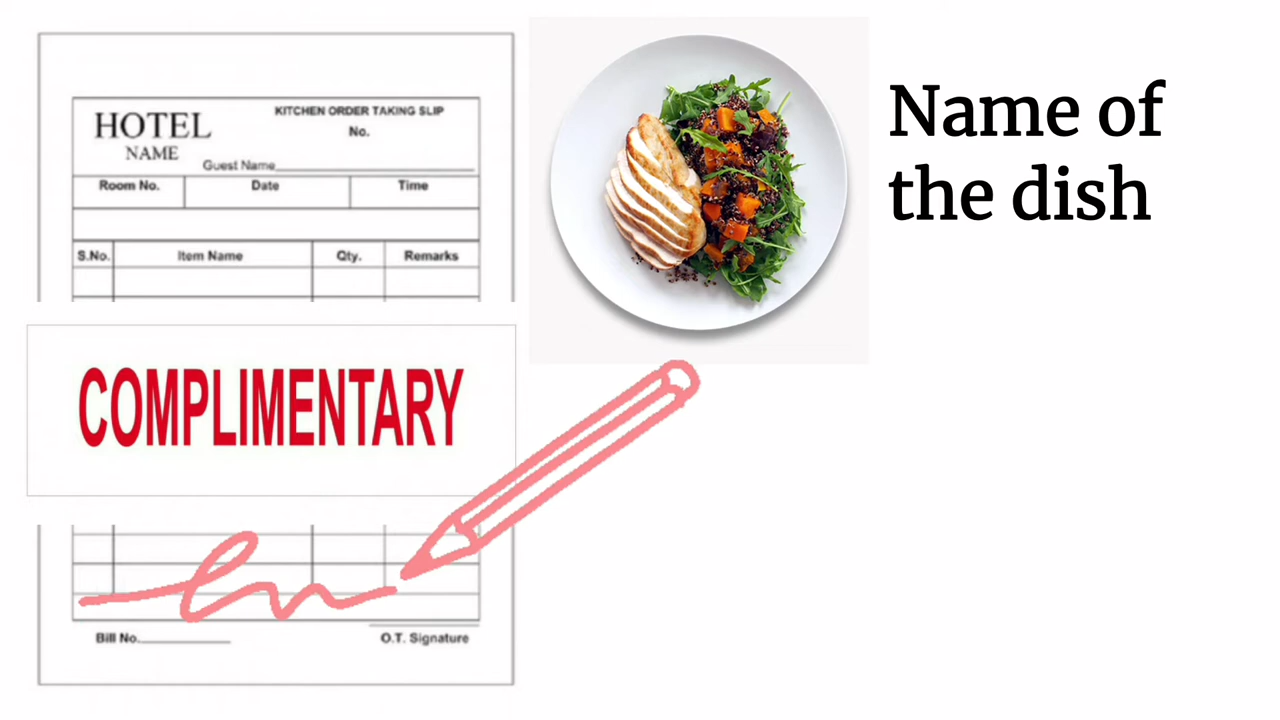 HOTEL
NAME
KITCHEN ORDER TAKING SLIP
No.
Guest Name
Room No. Date Time
S.No. Item Name Qty. Remarks
COMPLIMENTARY
Bill No. O.T. Signature
Name of
the dish